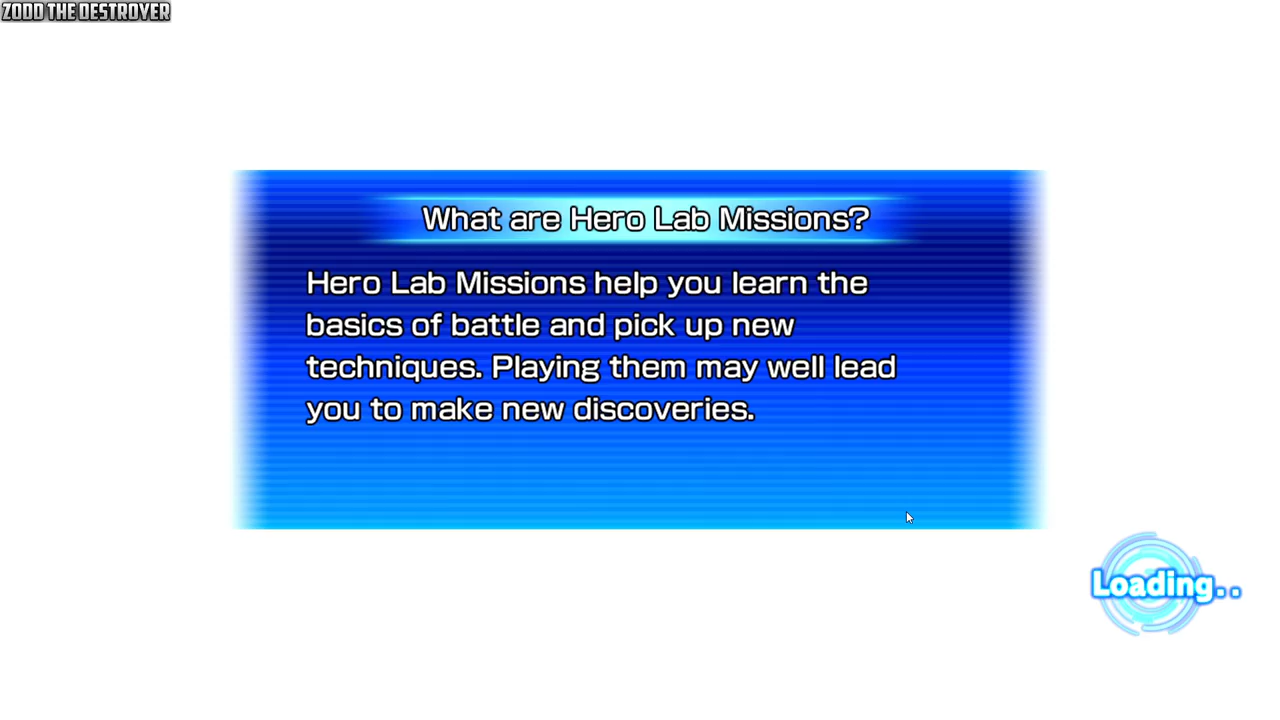 ZODD THE DESTROYER
What are Hero Lab Missions?
Hero Lab Missions help you learn the
basics of battle and pick up new
techniques. Playing them may well lead
you to make new discoveries.
Loading..